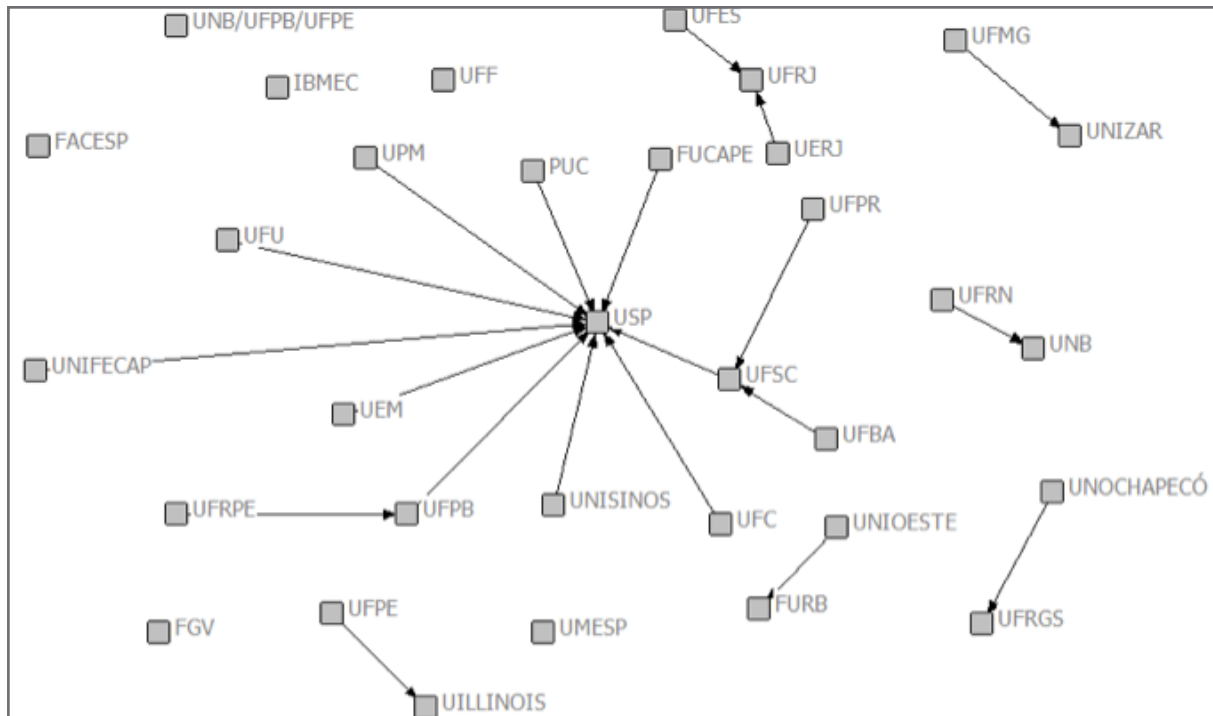 UFES
UNB/UFPB/UFPE
UFMG
UFF
UFRJ
IBMEC
UNIZAR
FACESP
UPM
PUC
FUCAPE
UERJ
UFPR
UFU
UFRN
USP
UNB
UNIFECAP
UFSC
UEM
UFBA
UNOCHAPECÓ
UFRPE
UFPB
UNISINOS
UFC
UNIOESTE
UFPE
FURB
UFRGS
FGV
UMESP
UILLINOIS